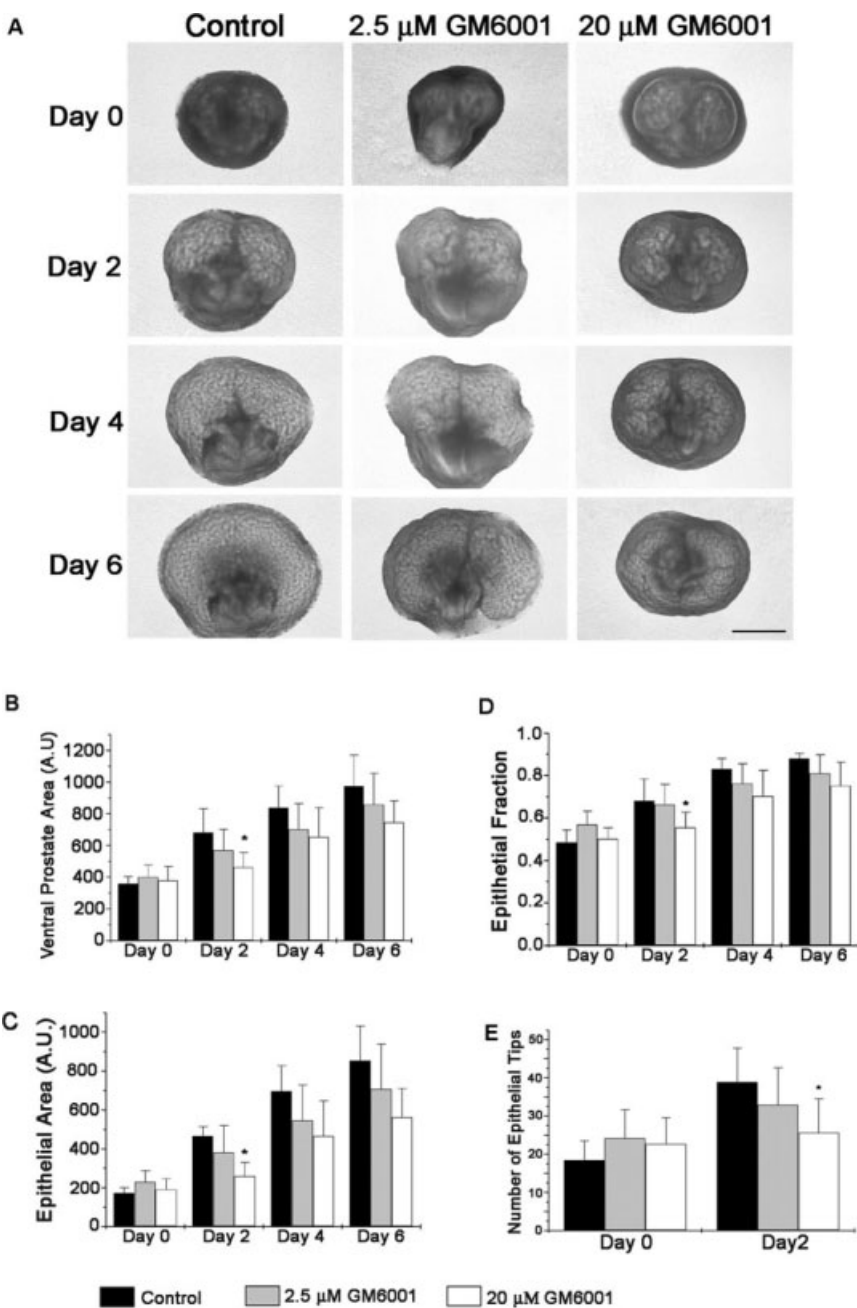 A
Control 2.5 µM GM6001 20 µM GM6001
Day 0
Day 2
Day 4
Day 6
B
Ventral Prostate Area (A.U)
1200
1000
800
600
400
200
0
*
Day 0 Day 2 Day 4 Day 6
D
Epitlhetial Fraction
1.0
0.8
0.6
0.4
0.2
0.0
*
Day 0 Day 2 Day 4 Day 6
C
Epithelial Area (A.U.)
1000
800
600
400
200
0
*
Day 0 Day 2 Day 4 Day 6
E
Number of Epithelial Tips
50
40
30
20
10
0
*
Day 0 Day2
Control 2.5 µM GM6001 20 µM GM6001